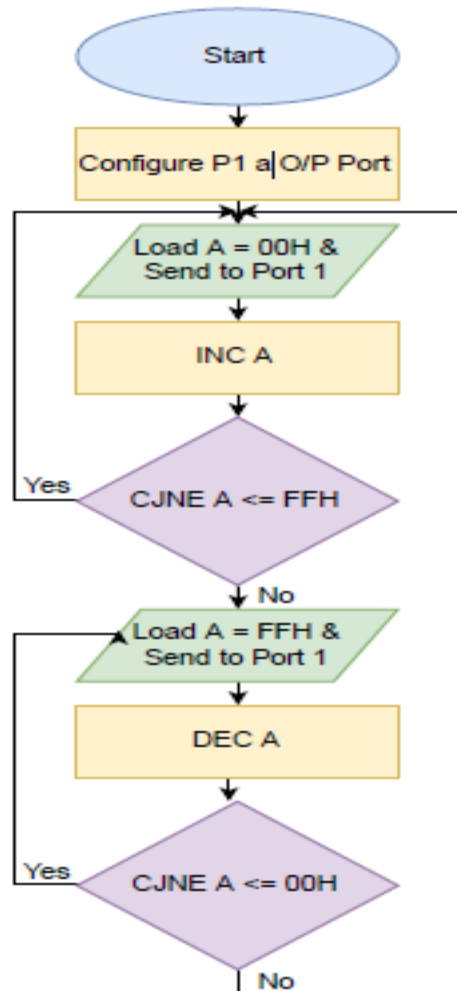 Start
Configure P1 a O/P Port
Load A = 00H &
Send to Port 1
INC A
CJNE A <= FFH
Yes
No
Load A = FFH &
Send to Port 1
DEC A
CJNE A <= 00H
Yes
No